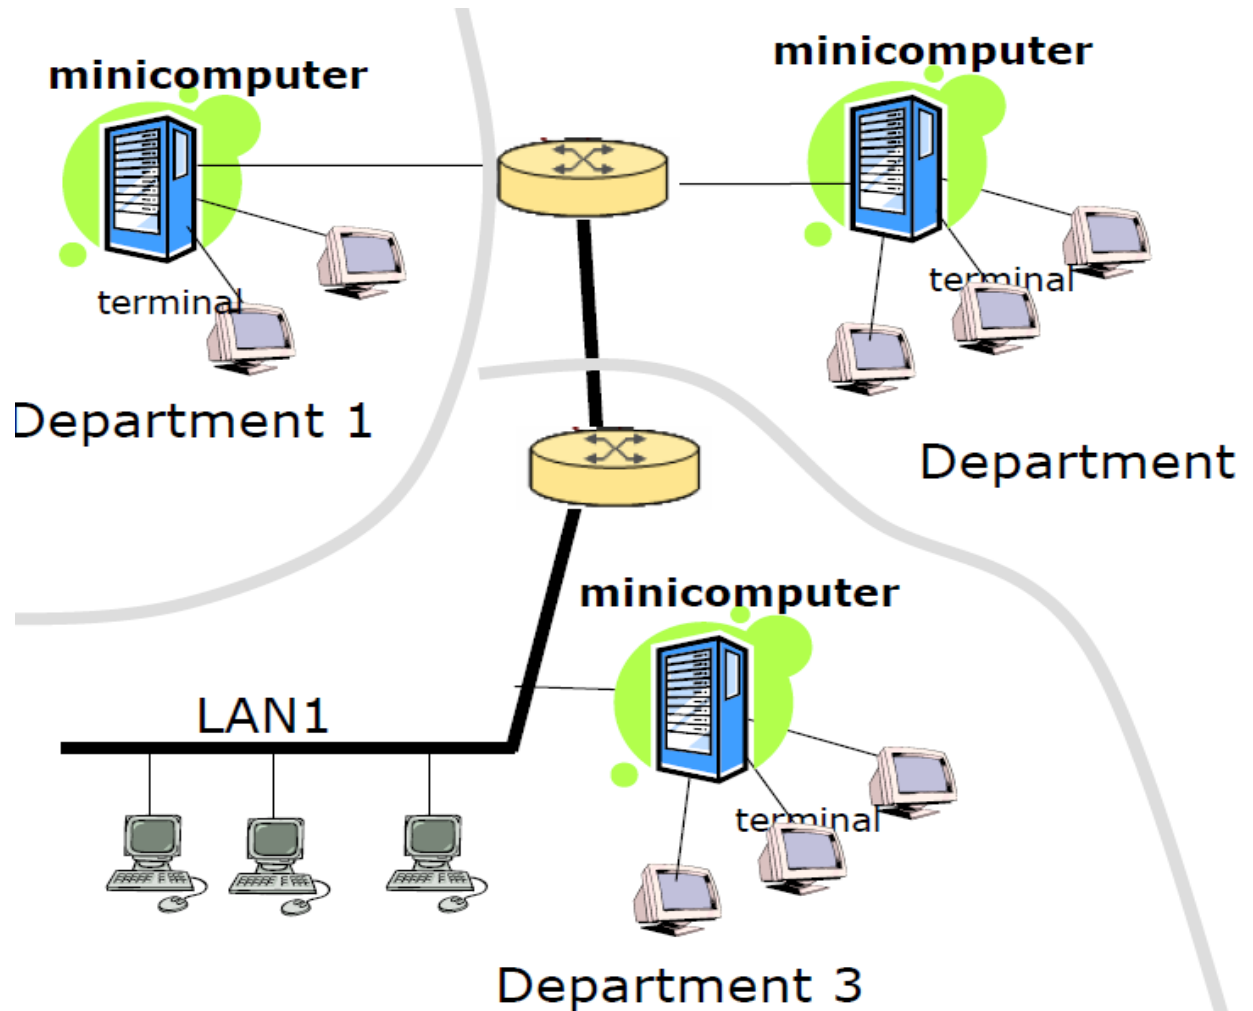 minicomputer
minicomputer
terminal
terminal
Department 1
Department
minicomputer
LAN1
terminal
Department 3